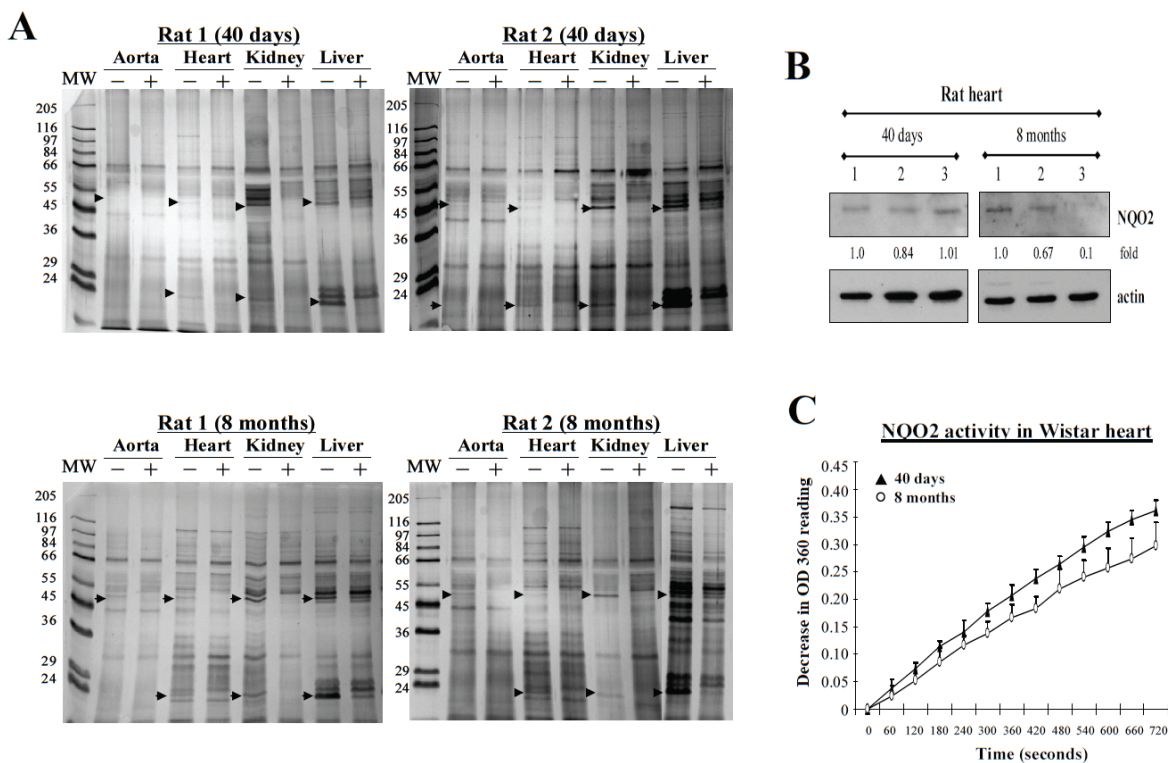 A
Rat 1 (40 days)
Aorta Heart Kidney Liver
MW − + − + − + − +
205
116
97
84
66
55
45
36
29
24
Rat 2 (40 days)
Aorta Heart Kidney Liver
− + − + − + − +
205
116
97
84
66
55
45
36
29
24
Rat 1 (8 months)
Aorta Heart Kidney Liver
MW − + − + − + − +
205
116
97
84
66
55
45
36
29
24
Rat 2 (8 months)
Aorta Heart Kidney Liver
− + − + − + − +
205
116
97
84
66
55
45
36
29
24
B
Rat heart
40 days 8 months
1 2 3 1 2 3
NQO2
1.0 0.84 1.01 1.0 0.67 0.1 fold
actin
C
NQO2 activity in Wistar heart
40 days
8 months
Decrease in OD 360 reading
0.45
0.40
0.35
0.30
0.25
0.20
0.15
0.10
0.05
0
0 60 120 180 240 300 360 420 480 540 600 660 720
Time (seconds)